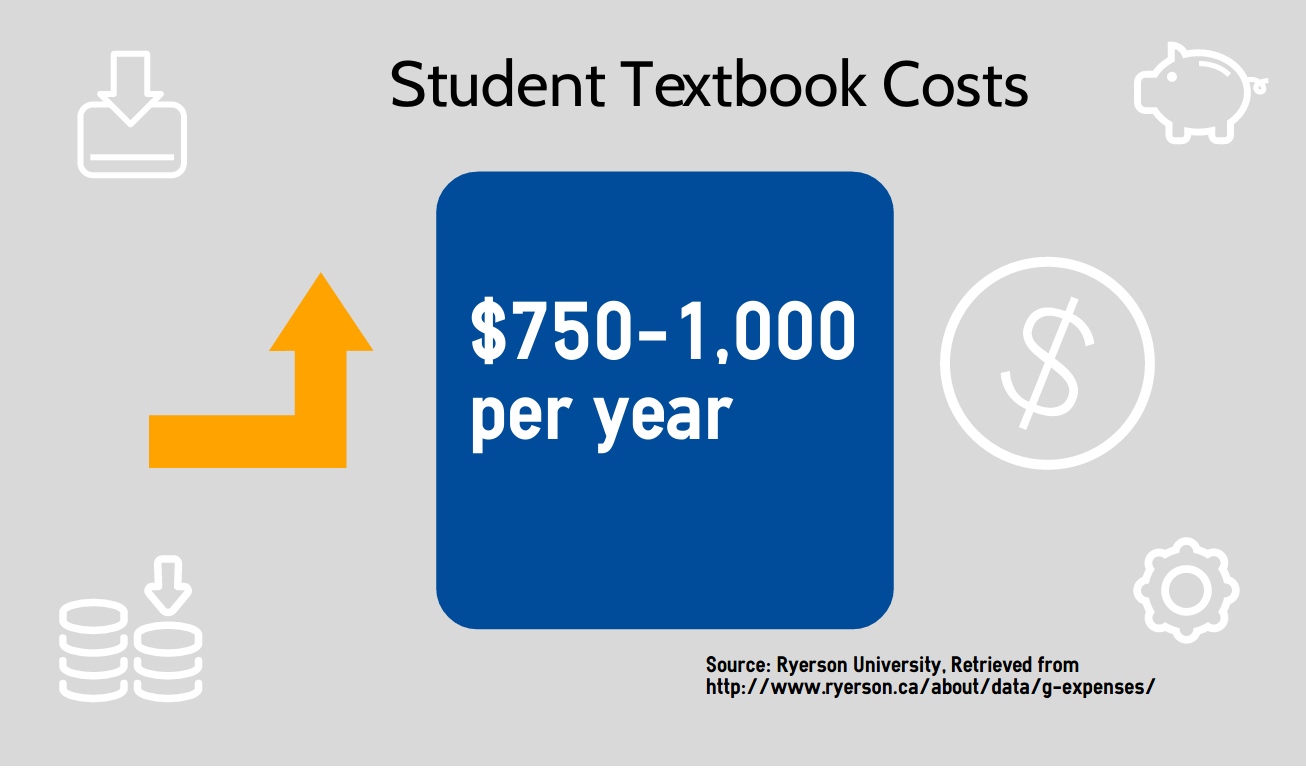 Student Textbook Costs
$750-1,000
per year
Source: Ryerson University, Retrieved from
http://www.ryerson.ca/about/data/g-expenses/